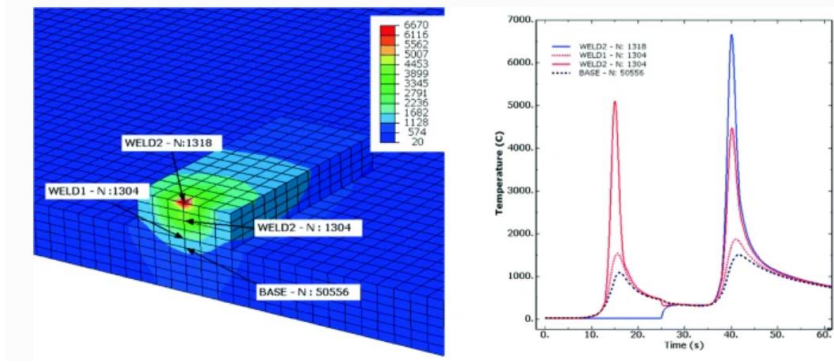 6670
6116
5562
5007
4453
3899
3345
2791
2236
1682
1128
574
20
WELD2 - N:1318
WELD1 - N :1304
WELD2 - N : 1304
BASE - N : 50556
7000.
6000.
5000.
4000.
3000.
2000.
1000.
0.
Temperature (C)
WELD2 - N: 1318
WELD1 - N: 1304
WELD2 - N: 1304
BASE - N: 50556
0. 10. 20. 30. 40. 50. 60.
Time (s)